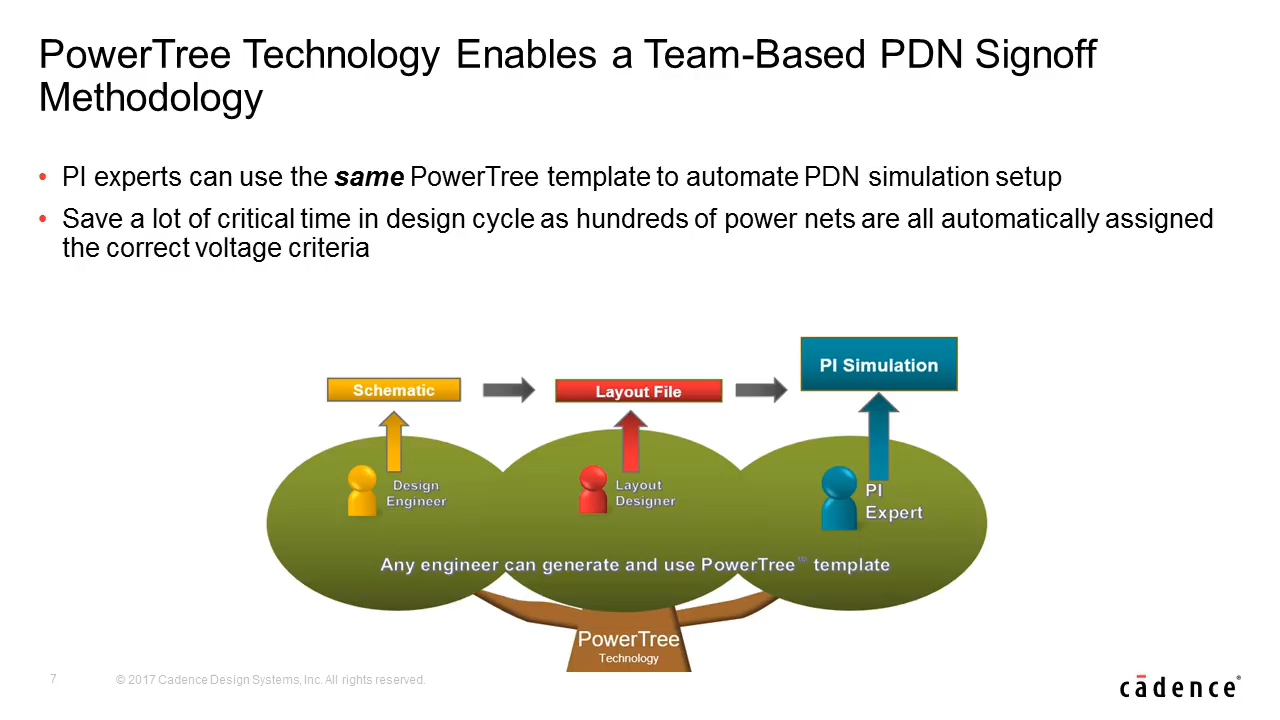 PowerTree Technology Enables a Team-Based PDN Signoff
Methodology
• PI experts can use the same PowerTree template to automate PDN simulation setup
• Save a lot of critical time in design cycle as hundreds of power nets are all automatically assigned
the correct voltage criteria
PI Simulation
Schematic
Layout File
Design
Engineer
Layout
Designer
PI
Expert
Any engineer can generate and use PowerTree™ template
PowerTree
Technology
7
© 2017 Cadence Design Systems, Inc. All rights reserved.
cādence®